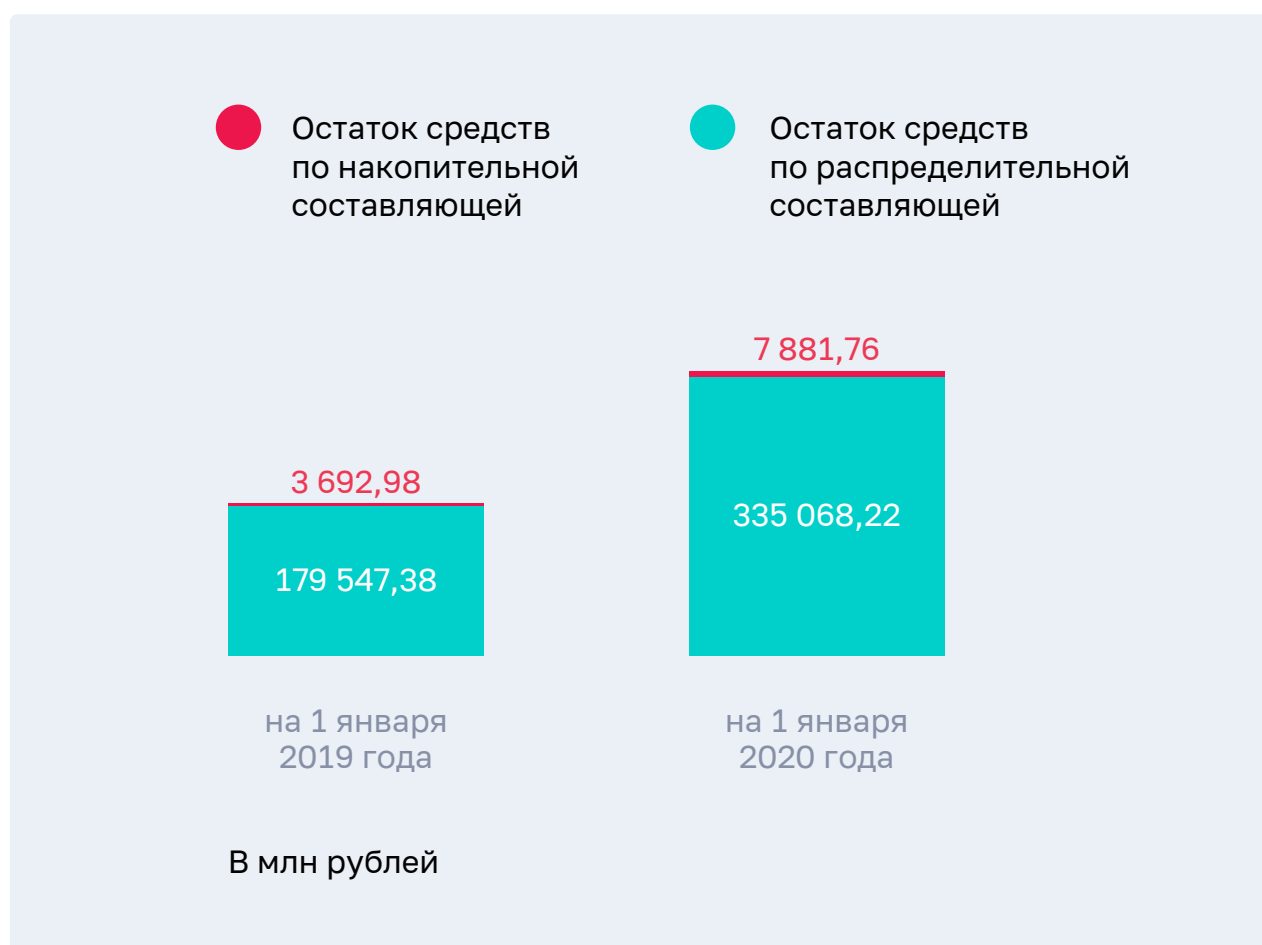 Остаток средств
по накопительной
составляющей
Остаток средств
по распределительной
составляющей
3 692,98
179 547,38
7 881,76
335 068,22
на 1 января
2019 года
на 1 января
2020 года
В млн рублей